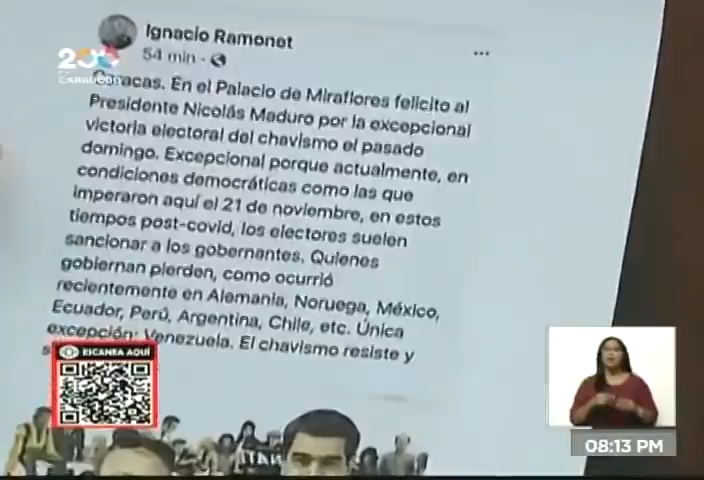 Ignacio Ramonet
54 min ·
200
CARABOBO
Caracas. En el Palacio de Miraflores felicito al
Presidente Nicolás Maduro por la excepcional
victoria electoral del chavismo el pasado
domingo. Excepcional porque actualmente, en
condiciones democráticas como las que
imperaron aquí el 21 de noviembre, en estos
tiempos post-covid, los electores suelen
sancionar a los gobernantes. Quienes
gobiernan pierden, como ocurrió
recientemente en Alemania, Noruega, México,
Ecuador, Perú, Argentina, Chile, etc. Única
excepción: Venezuela. El chavismo resiste y
ESCANEA AQUÍ
08:13 PM